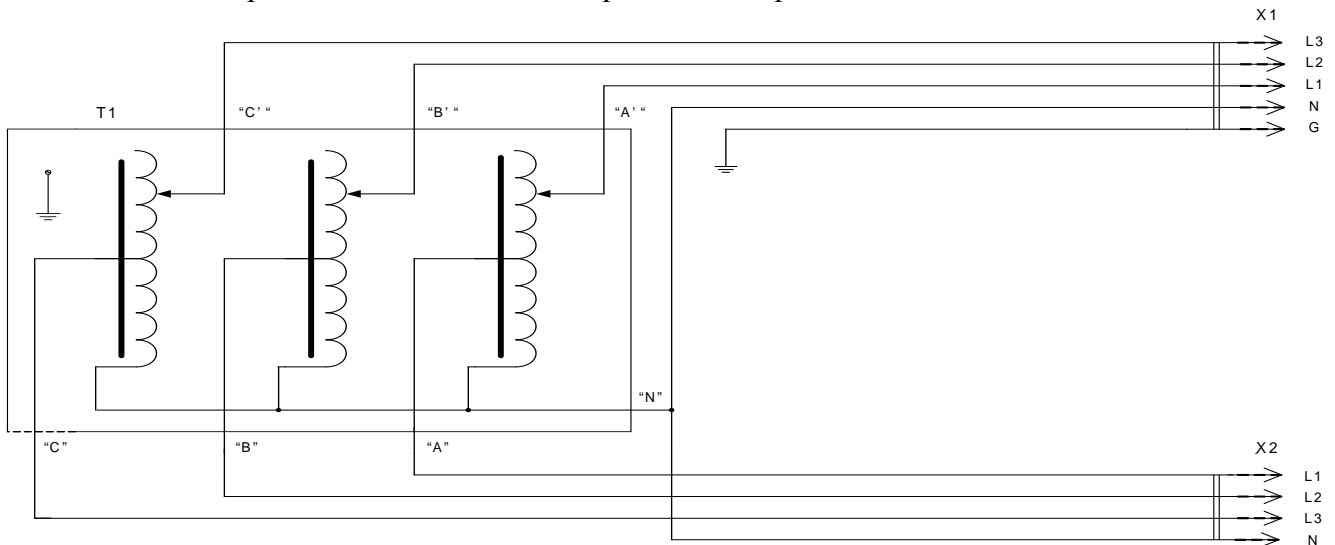 X1
L3
L2
L1
N
G
T1 "C' " "B' " "A' "
"N"
"C" "B" "A"
X2
L1
L2
L3
N